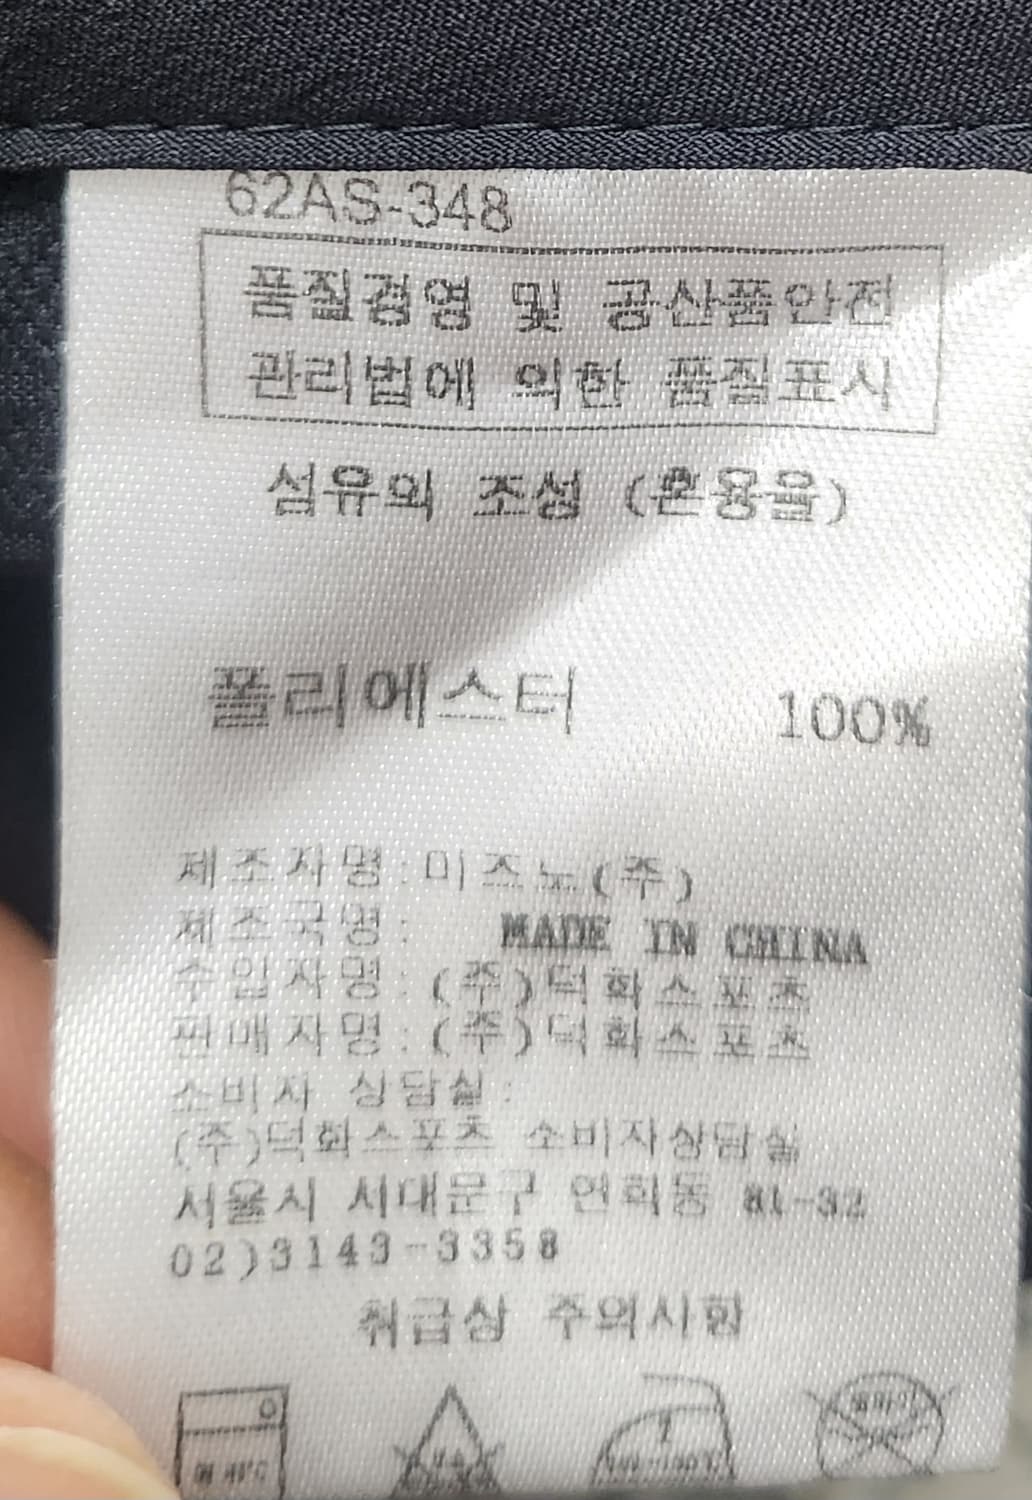 62AS-348
품질경영 및 공산품안전
관리법에 의한 품질표시
섬유의 조성 (혼용율)
폴리에스터 100%
제조자명:미즈노(주)
제조국명: MADE IN CHINA
수입자명:(주)덕화스포츠
판매자명:(주)덕화스포츠
소비자 상담실:
(주)덕화스포츠 소비자상담실
서울시 서대문구 연희동 81-32
02)3143-3358
취급상 주의사항